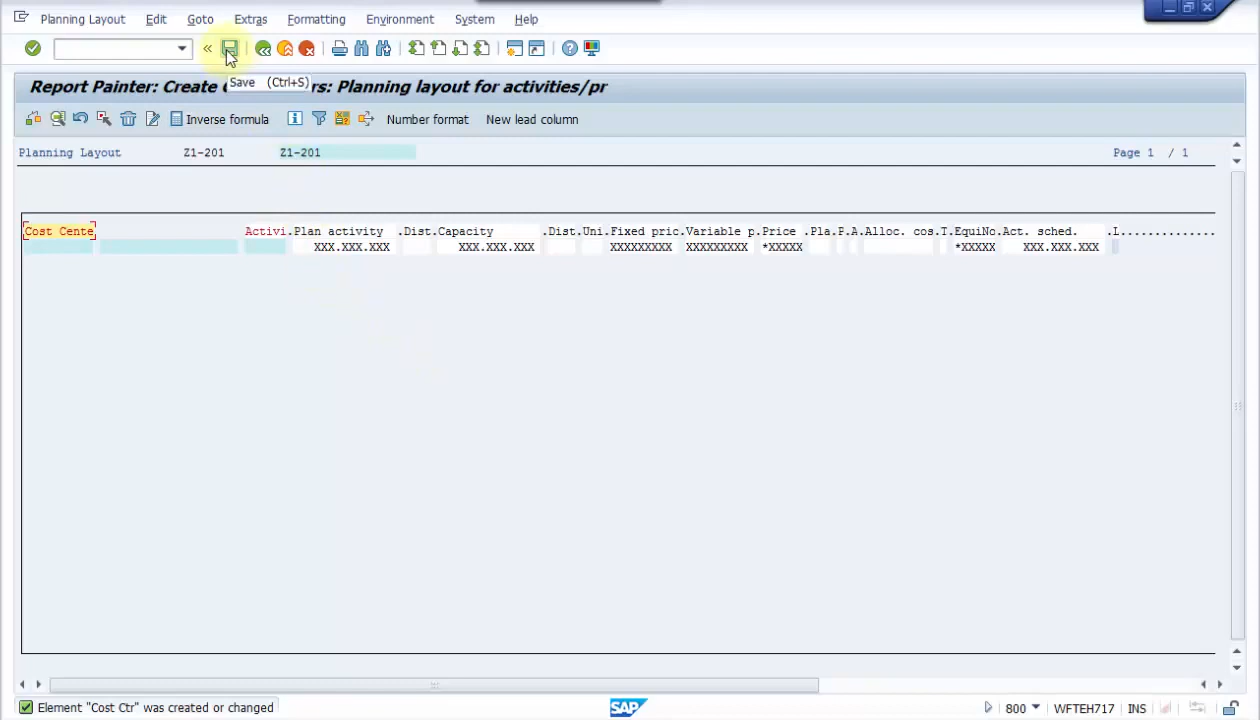 Planning Layout Edit Goto Extras Formatting Environment System Help
«
Report Painter: Create C rs: Planning layout for activities/pr
Save (Ctrl+S)
Inverse formula Number format New lead column
Planning Layout Z1-201 Z1-201 Page 1 / 1
Cost Cente Activi.Plan activity .Dist.Capacity .Dist.Uni.Fixed pric.Variable p.Price .Pla.P.A.Alloc. cos.T.EquiNo.Act. sched. .L..............
XXX.XXX.XXX XXX.XXX.XXX XXXXXXXXX XXXXXXXXX *XXXXX *XXXXX XXX.XXX.XXX
Element "Cost Ctr" was created or changed SAP 800 WFTEH717 INS